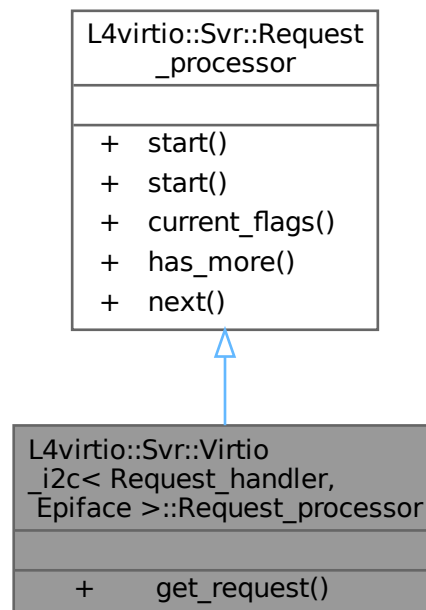 L4virtio::Svr::Request
_processor
+ start()
+ start()
+ current_flags()
+ has_more()
+ next()
L4virtio::Svr::Virtio
_i2c< Request_handler,
Epiface >::Request_processor
+ get_request()